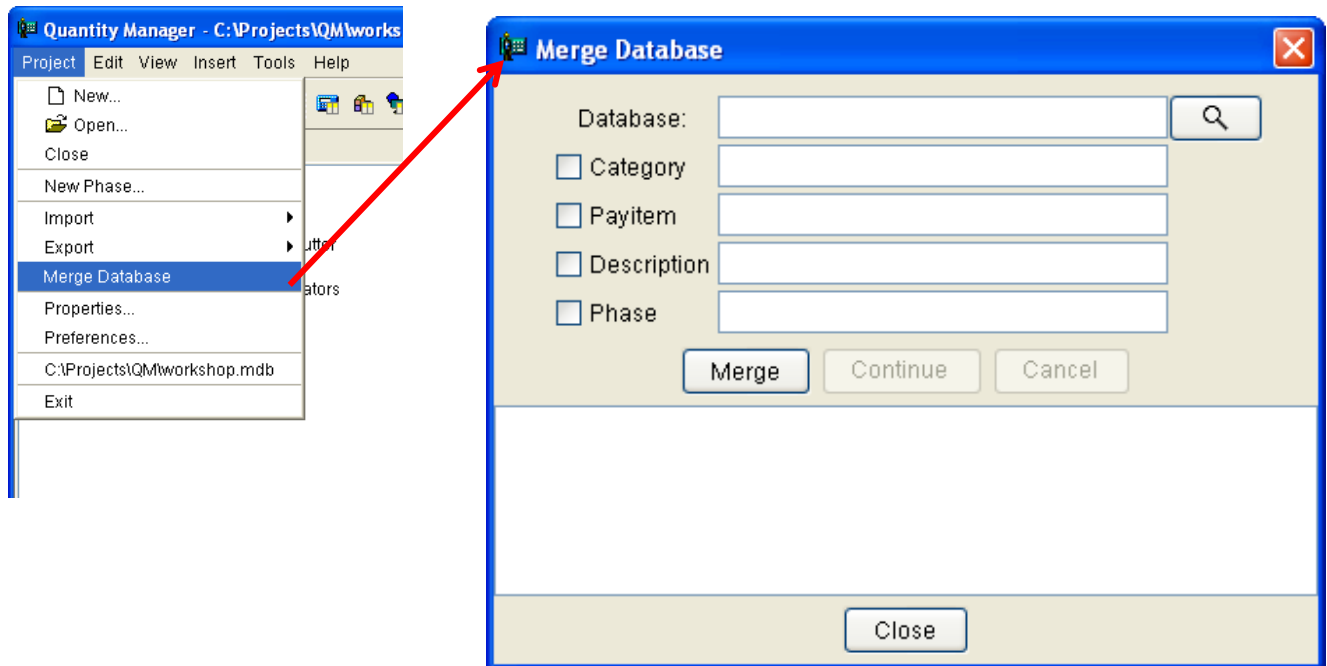 Quantity Manager - C:\Projects\QM\works
Project Edit View Insert Tools Help
New...
Open...
Close
New Phase...
Import
Export
Merge Database
Properties...
Preferences...
C:\Projects\QM\workshop.mdb
Exit
utter
ators
Merge Database
Database:
Category
Payitem
Description
Phase
Merge Continue Cancel
Close